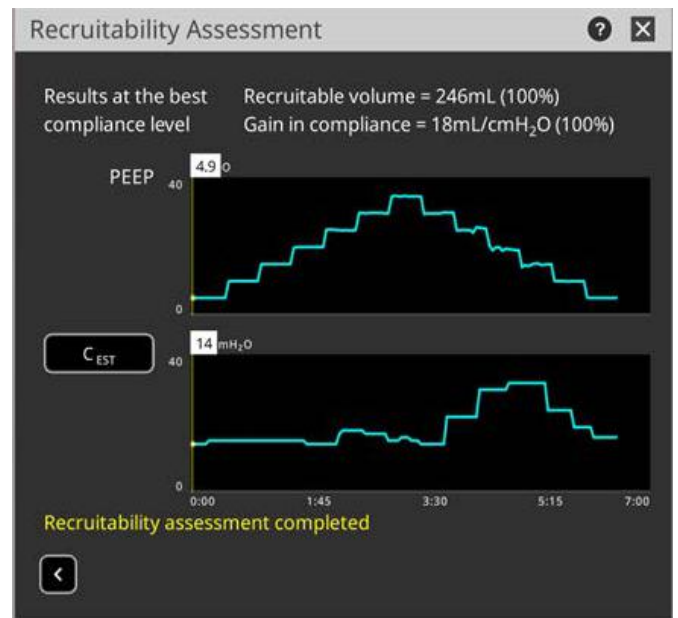 Recruitability Assessment ?
Results at the best Recruitable volume = 246mL (100%)
compliance level Gain in compliance = 18mL/cmH₂O (100%)
PEEP 40 4.9 O
0
C EST 40 14 mH₂O
0
0:00 1:45 3:30 5:15 7:00
Recruitability assessment completed